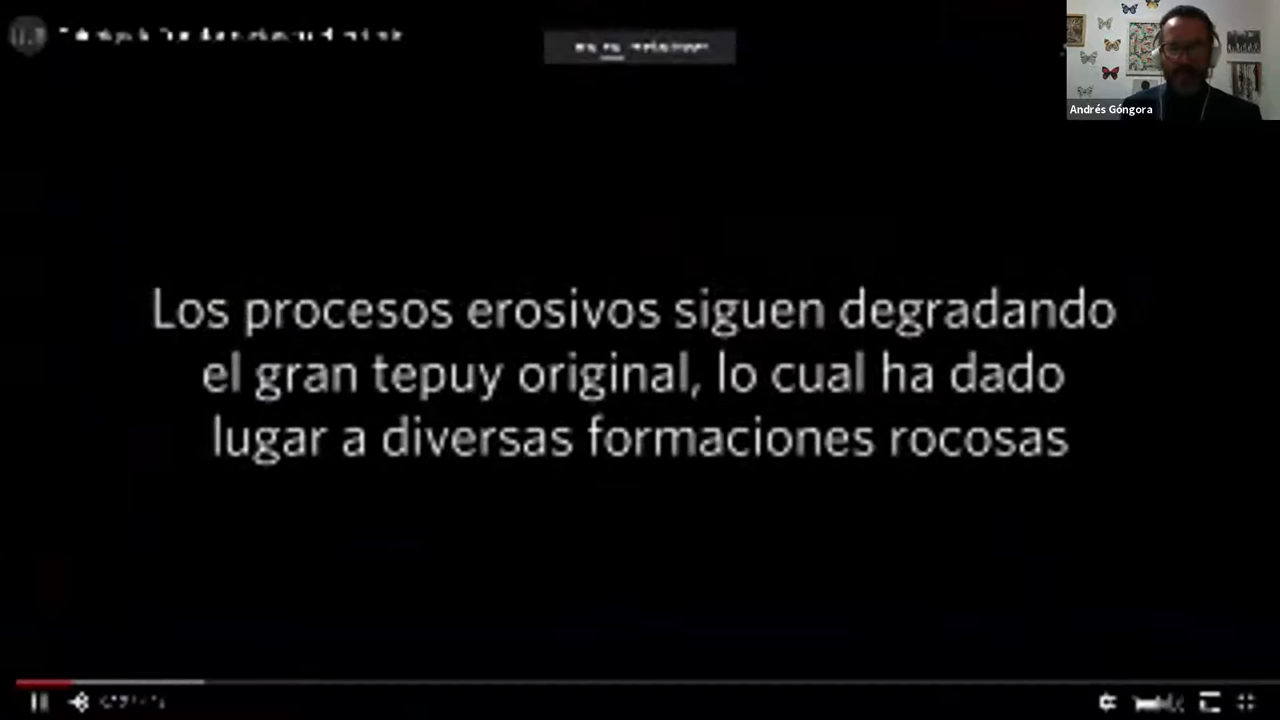 Andrés Góngora
Los procesos erosivos siguen degradando
el gran tepuy original, lo cual ha dado
lugar a diversas formaciones rocosas